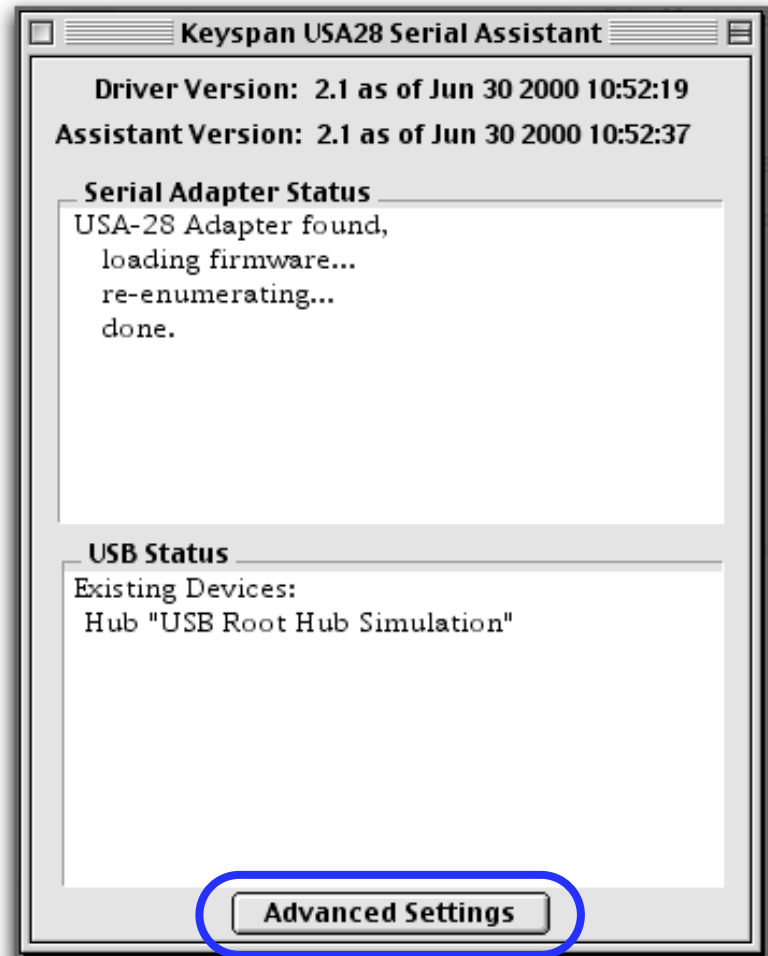 Keyspan USA28 Serial Assistant
Driver Version: 2.1 as of Jun 30 2000 10:52:19
Assistant Version: 2.1 as of Jun 30 2000 10:52:37
Serial Adapter Status
USA-28 Adapter found,
loading firmware...
re-enumerating...
done.
USB Status
Existing Devices:
Hub "USB Root Hub Simulation"
Advanced Settings